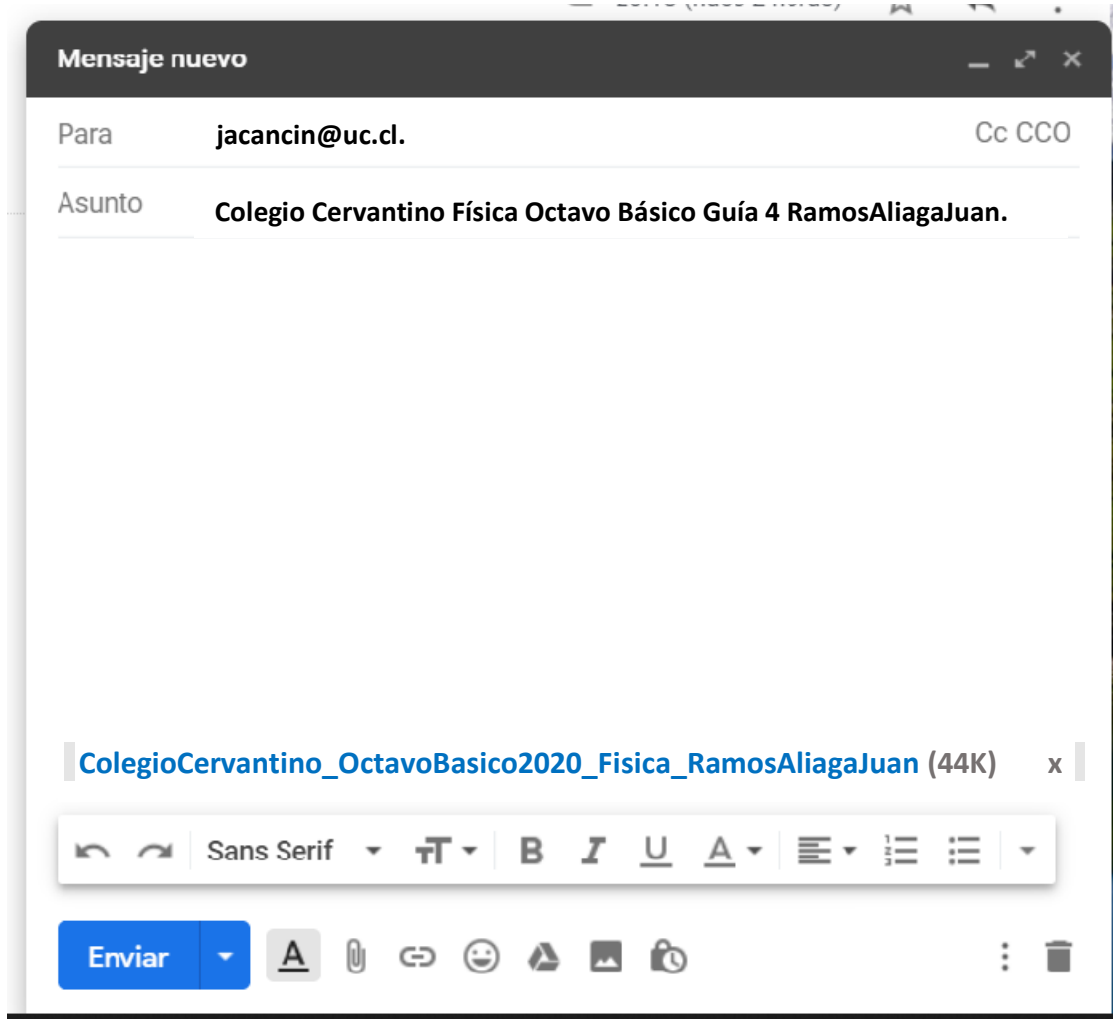 Mensaje nuevo
Para jacancin@uc.cl. Cc CCO
Asunto Colegio Cervantino Física Octavo Básico Guía 4 RamosAliagaJuan.
ColegioCervantino_OctavoBasico2020_Fisica_RamosAliagaJuan (44K) x
Sans Serif
Enviar